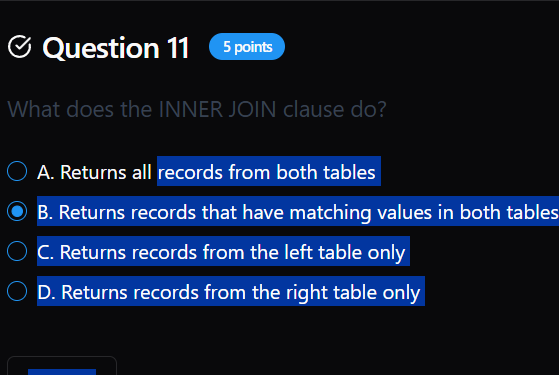 Question 11 5 points
What does the INNER JOIN clause do?
A. Returns all records from both tables
B. Returns records that have matching values in both tables
C. Returns records from the left table only
D. Returns records from the right table only